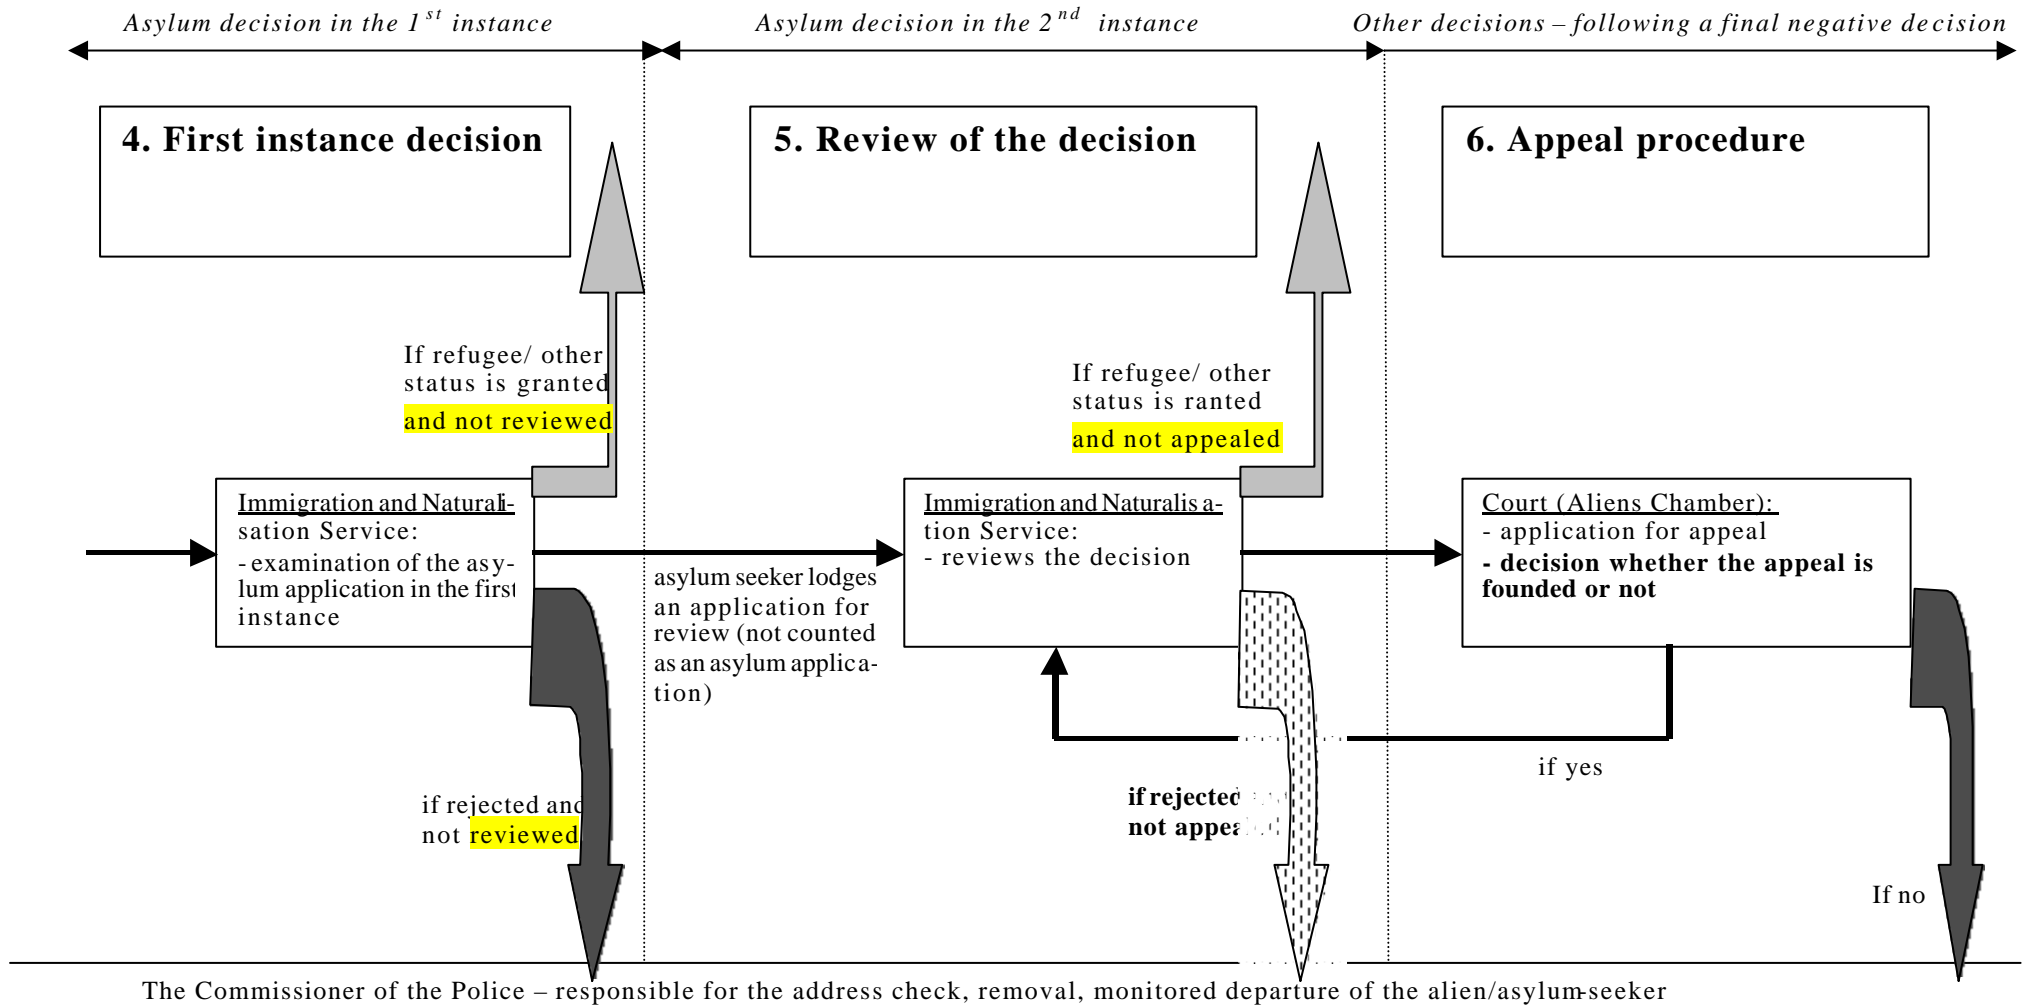 Asylum decision in the 1st instance
Asylum decision in the 2nd instance
Other decisions – following a final negative decision
4. First instance decision
5. Review of the decision
6. Appeal procedure
If refugee/ other
status is granted
and not reviewed
If refugee/ other
status is ranted
and not appealed
Immigration and Naturali-
sation Service:
- examination of the asy-
lum application in the first
instance
asylum seeker lodges
an application for
review (not counted
as an asylum applica-
tion)
Immigration and Naturalisa-
tion Service:
- reviews the decision
Court (Aliens Chamber):
- application for appeal
- decision whether the appeal is
founded or not
if rejected and
not reviewed
if rejected
not appea
if yes
If no
The Commissioner of the Police – responsible for the address check, removal, monitored departure of the alien/asylum-seeker